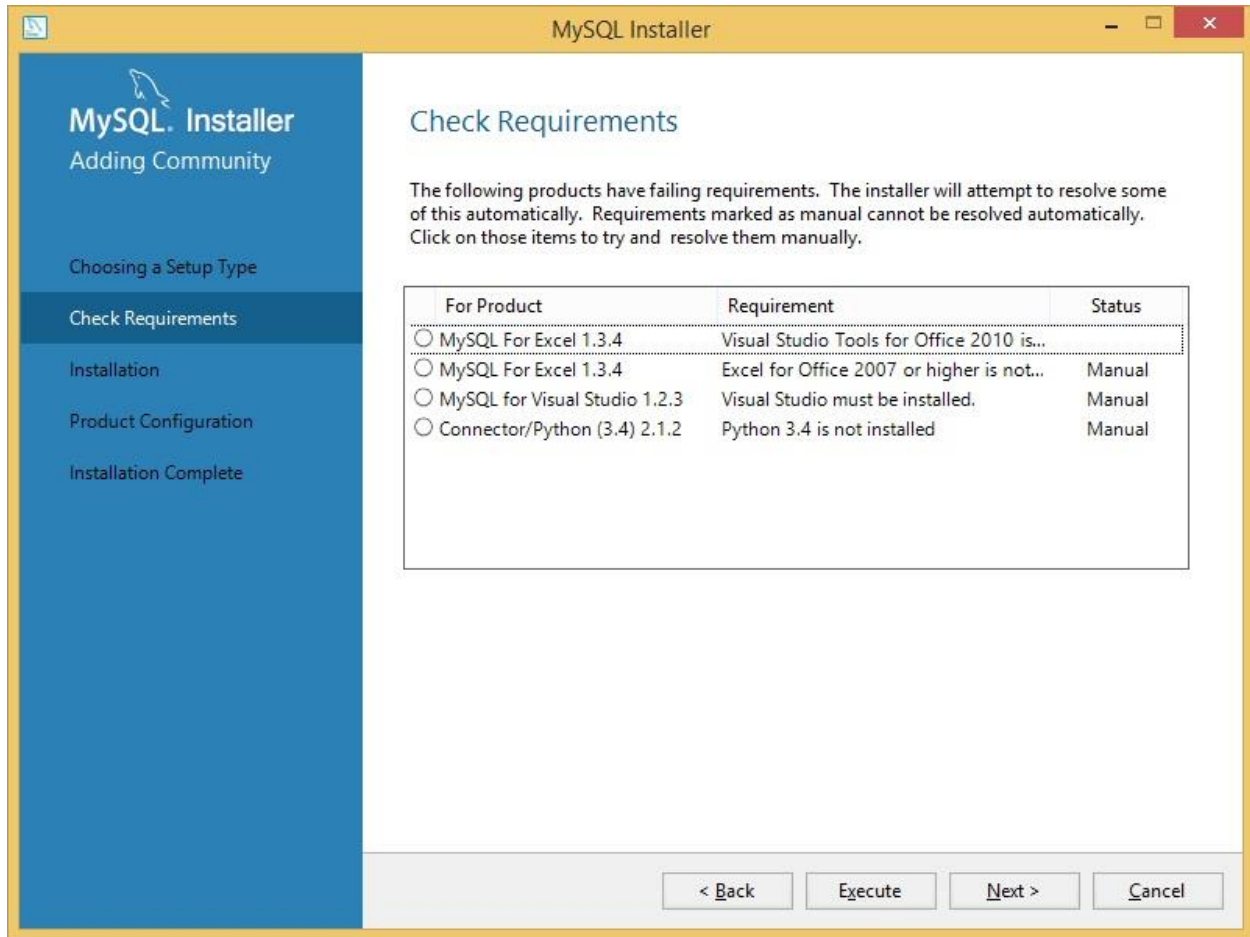 MySQL Installer
MySQL. Installer
Adding Community
Choosing a Setup Type
Check Requirements
Installation
Product Configuration
Installation Complete
Check Requirements
The following products have failing requirements. The installer will attempt to resolve some
of this automatically. Requirements marked as manual cannot be resolved automatically.
Click on those items to try and resolve them manually.
For Product Requirement Status
MySQL For Excel 1.3.4 Visual Studio Tools for Office 2010 is...
MySQL For Excel 1.3.4 Excel for Office 2007 or higher is not... Manual
MySQL for Visual Studio 1.2.3 Visual Studio must be installed. Manual
Connector/Python (3.4) 2.1.2 Python 3.4 is not installed Manual
< Back Execute Next > Cancel